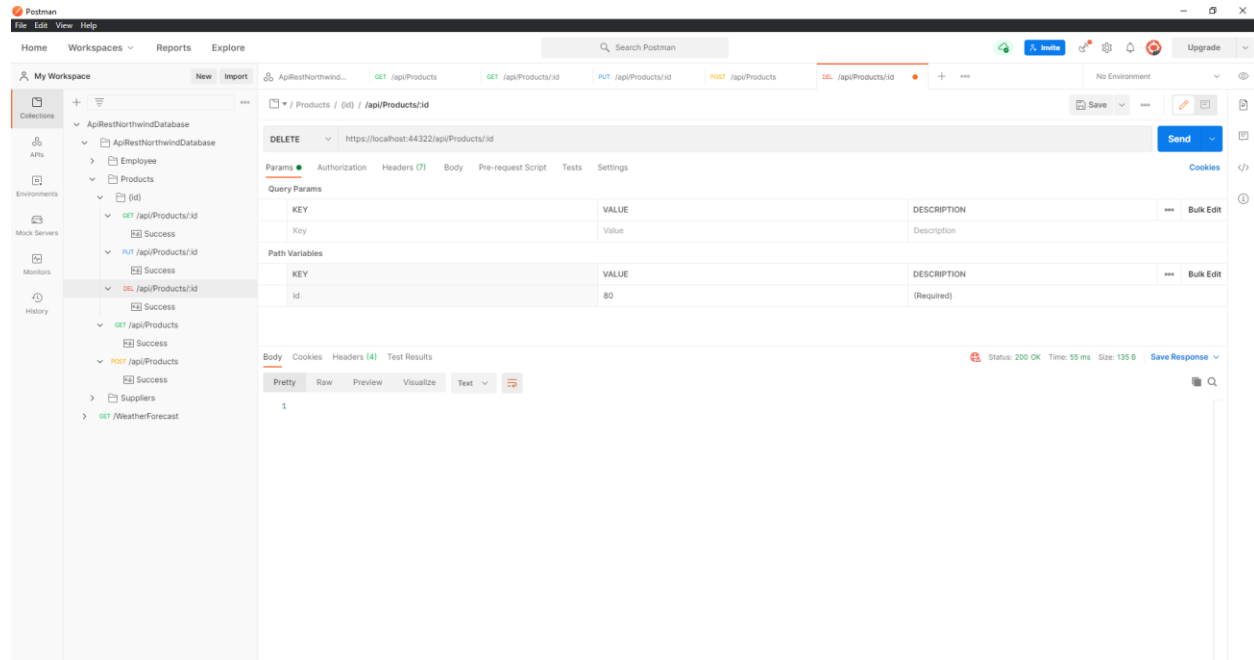 Postman
File Edit View Help
Home Workspaces Reports Explore Search Postman Invite Upgrade
My Workspace New Import ApiRestNorthwind... GET /api/Products GET /api/Products/:id PUT /api/Products/:id POST /api/Products DEL /api/Products/:id No Environment
Collections
APIs
Environments
Mock Servers
Monitors
History
ApiRestNorthwindDatabase
ApiRestNorthwindDatabase
Employee
Products
{id}
GET /api/Products/:id
e.g. Success
PUT /api/Products/:id
e.g. Success
DEL /api/Products/:id
e.g. Success
GET /api/Products
e.g. Success
POST /api/Products
e.g. Success
Suppliers
GET /WeatherForecast
/ Products / {id} / /api/Products/:id Save
DELETE https://localhost:44322/api/Products/:id Send
Params Authorization Headers (7) Body Pre-request Script Tests Settings Cookies
Query Params
KEY VALUE DESCRIPTION Bulk Edit
Key Value Description
Path Variables
KEY VALUE DESCRIPTION Bulk Edit
id 80 (Required)
Body Cookies Headers (4) Test Results Status: 200 OK Time: 55 ms Size: 135 B Save Response
Pretty Raw Preview Visualize Text
1